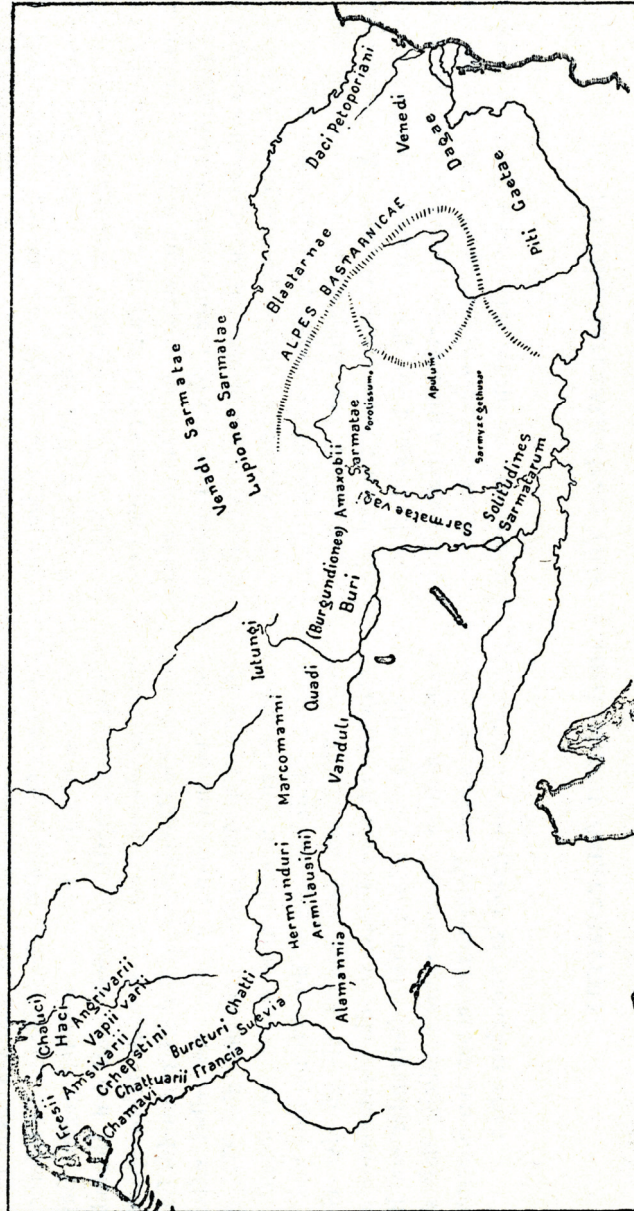 (Chauci)
Haci
Angrivarii
Vapii varii
Fresii
Amsivarii
Crhepstini
Chamavi
Chattuarii
Francia
Burcturi
Chatti
Suevia
Alamannia
Hermunduri
Armilausi(ni)
Marcomanni
Vanduli
Quadi
Iutungi
(Burgundiones)
Buri
Amaxobii
Sarmatae
Sarmatae vagi
Solitudines
Sarmatarum
Porolissum
Apulum
Sarmyzegethusa
Venadi Sarmatae
Lupiones Sarmatae
Blastarnae
ALPES BASTARNICAE
Daci Petoporiani
Venedi
Dagae
Piti Gaetae